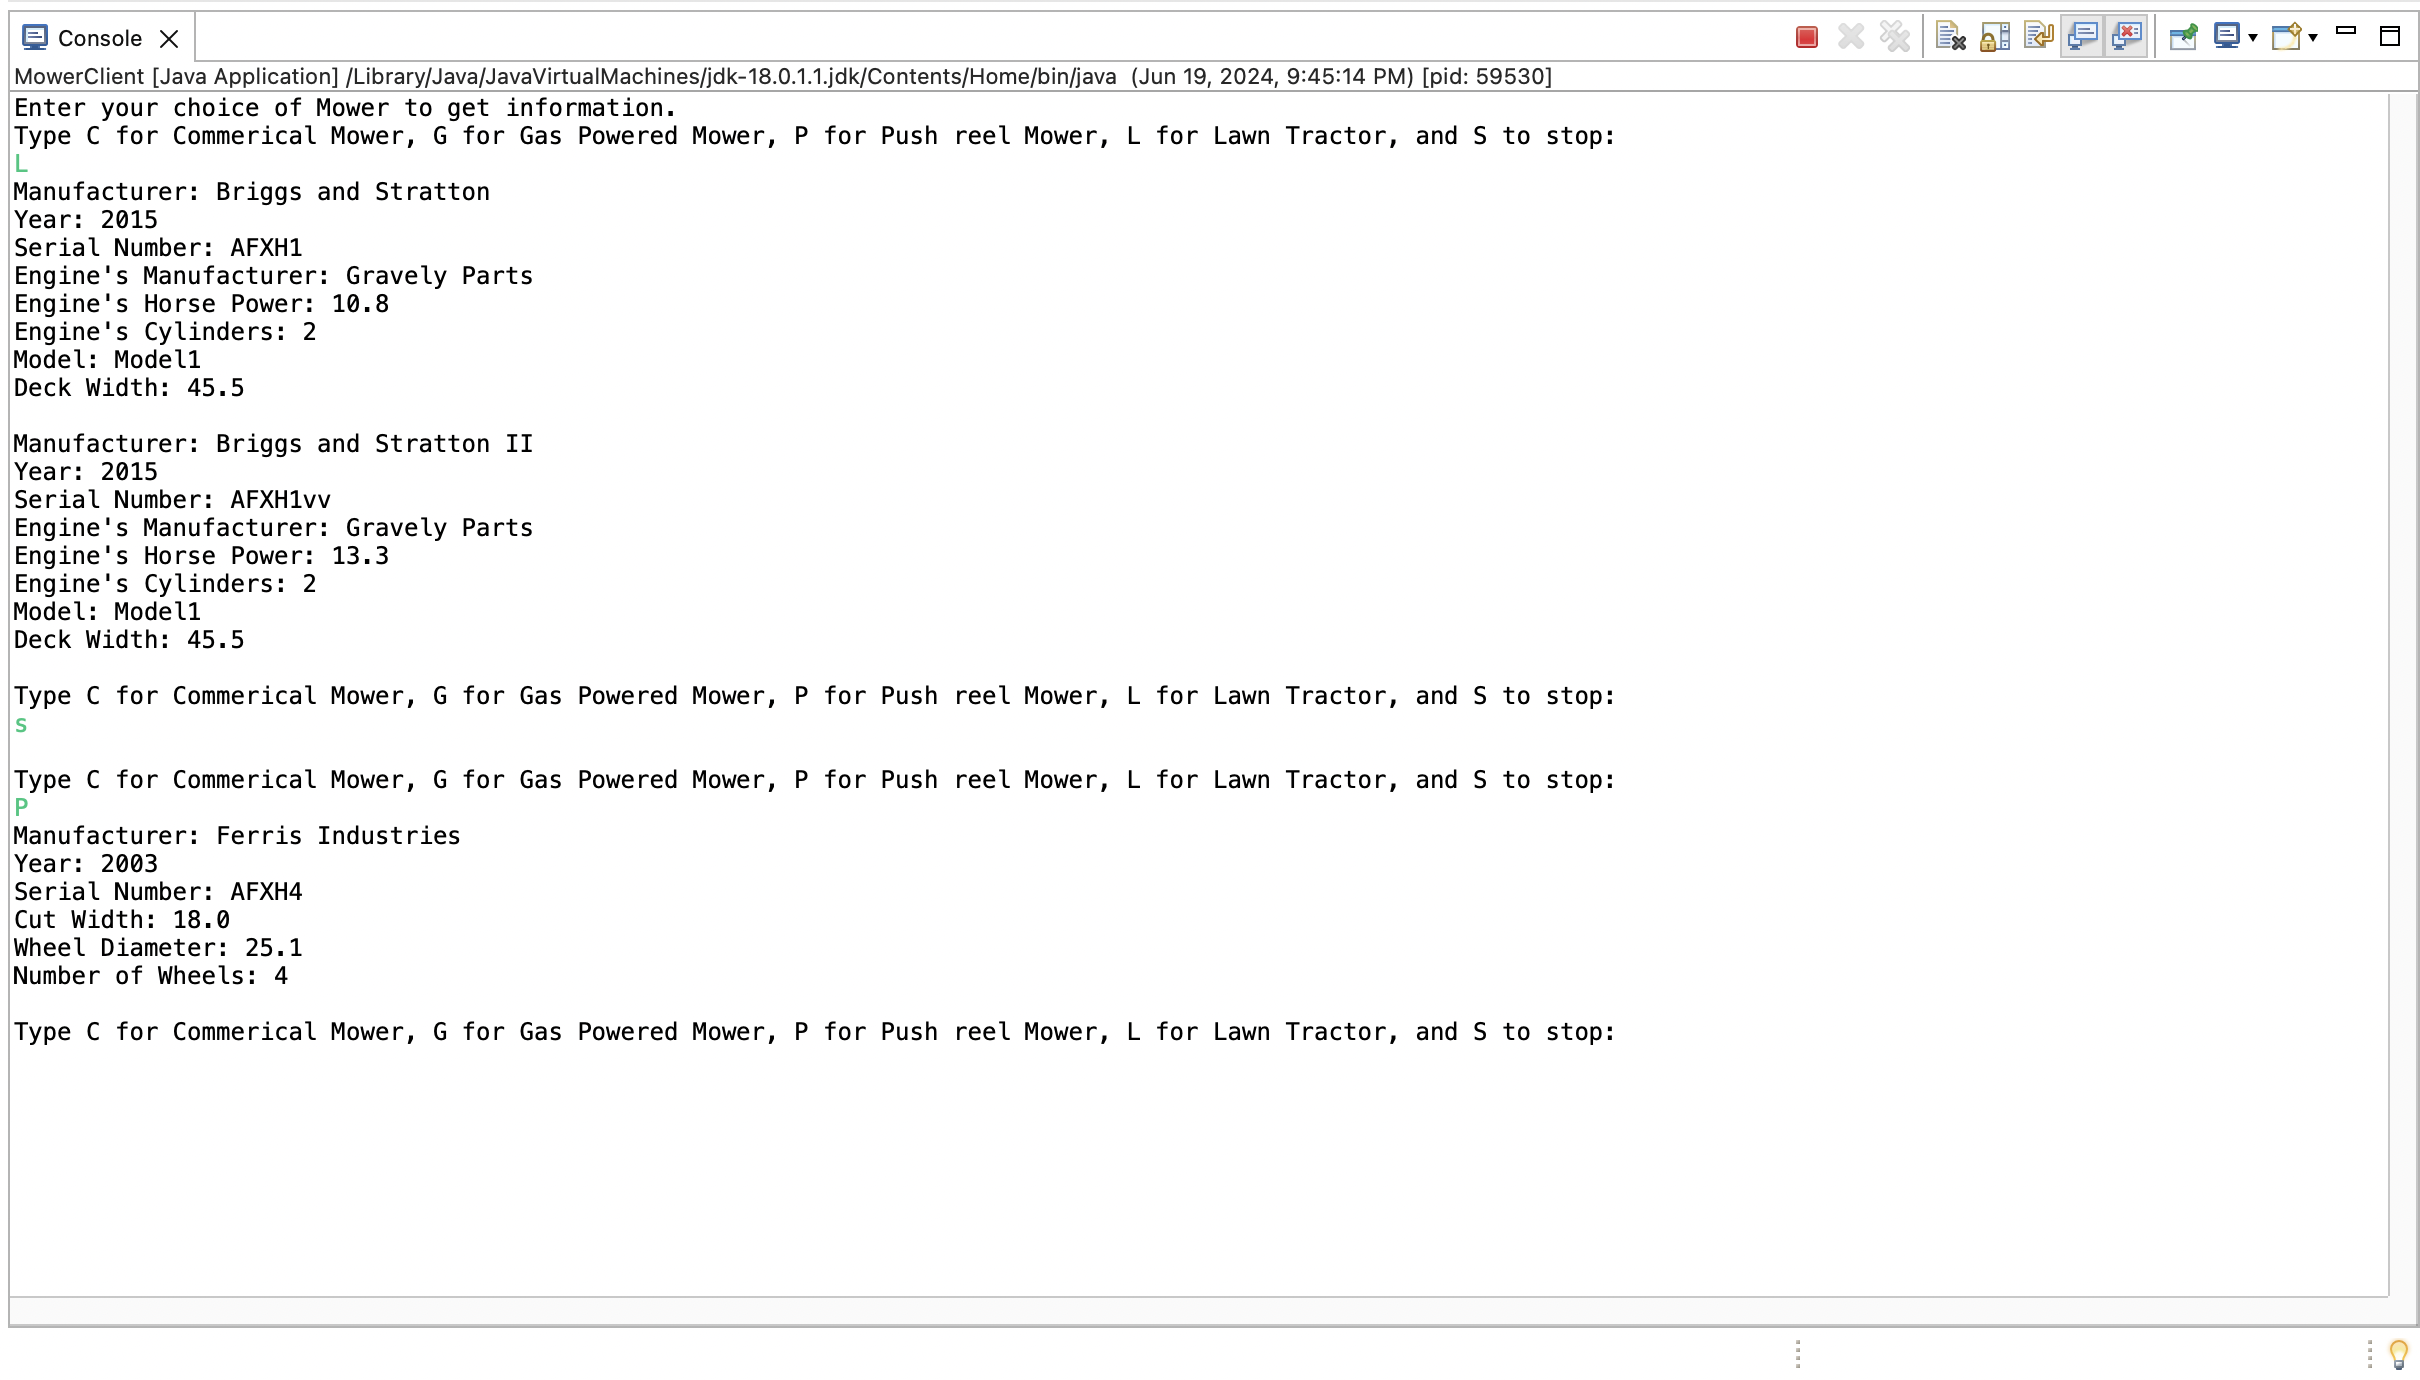 Console
MowerClient [Java Application] /Library/Java/JavaVirtualMachines/jdk-18.0.1.1.jdk/Contents/Home/bin/java  (Jun 19, 2024, 9:45:14 PM) [pid: 59530]
Enter your choice of Mower to get information.
Type C for Commerical Mower, G for Gas Powered Mower, P for Push reel Mower, L for Lawn Tractor, and S to stop:
L
Manufacturer: Briggs and Stratton
Year: 2015
Serial Number: AFXH1
Engine's Manufacturer: Gravely Parts
Engine's Horse Power: 10.8
Engine's Cylinders: 2
Model: Model1
Deck Width: 45.5

Manufacturer: Briggs and Stratton II
Year: 2015
Serial Number: AFXH1vv
Engine's Manufacturer: Gravely Parts
Engine's Horse Power: 13.3
Engine's Cylinders: 2
Model: Model1
Deck Width: 45.5

Type C for Commerical Mower, G for Gas Powered Mower, P for Push reel Mower, L for Lawn Tractor, and S to stop:
s

Type C for Commerical Mower, G for Gas Powered Mower, P for Push reel Mower, L for Lawn Tractor, and S to stop:
P
Manufacturer: Ferris Industries
Year: 2003
Serial Number: AFXH4
Cut Width: 18.0
Wheel Diameter: 25.1
Number of Wheels: 4

Type C for Commerical Mower, G for Gas Powered Mower, P for Push reel Mower, L for Lawn Tractor, and S to stop: